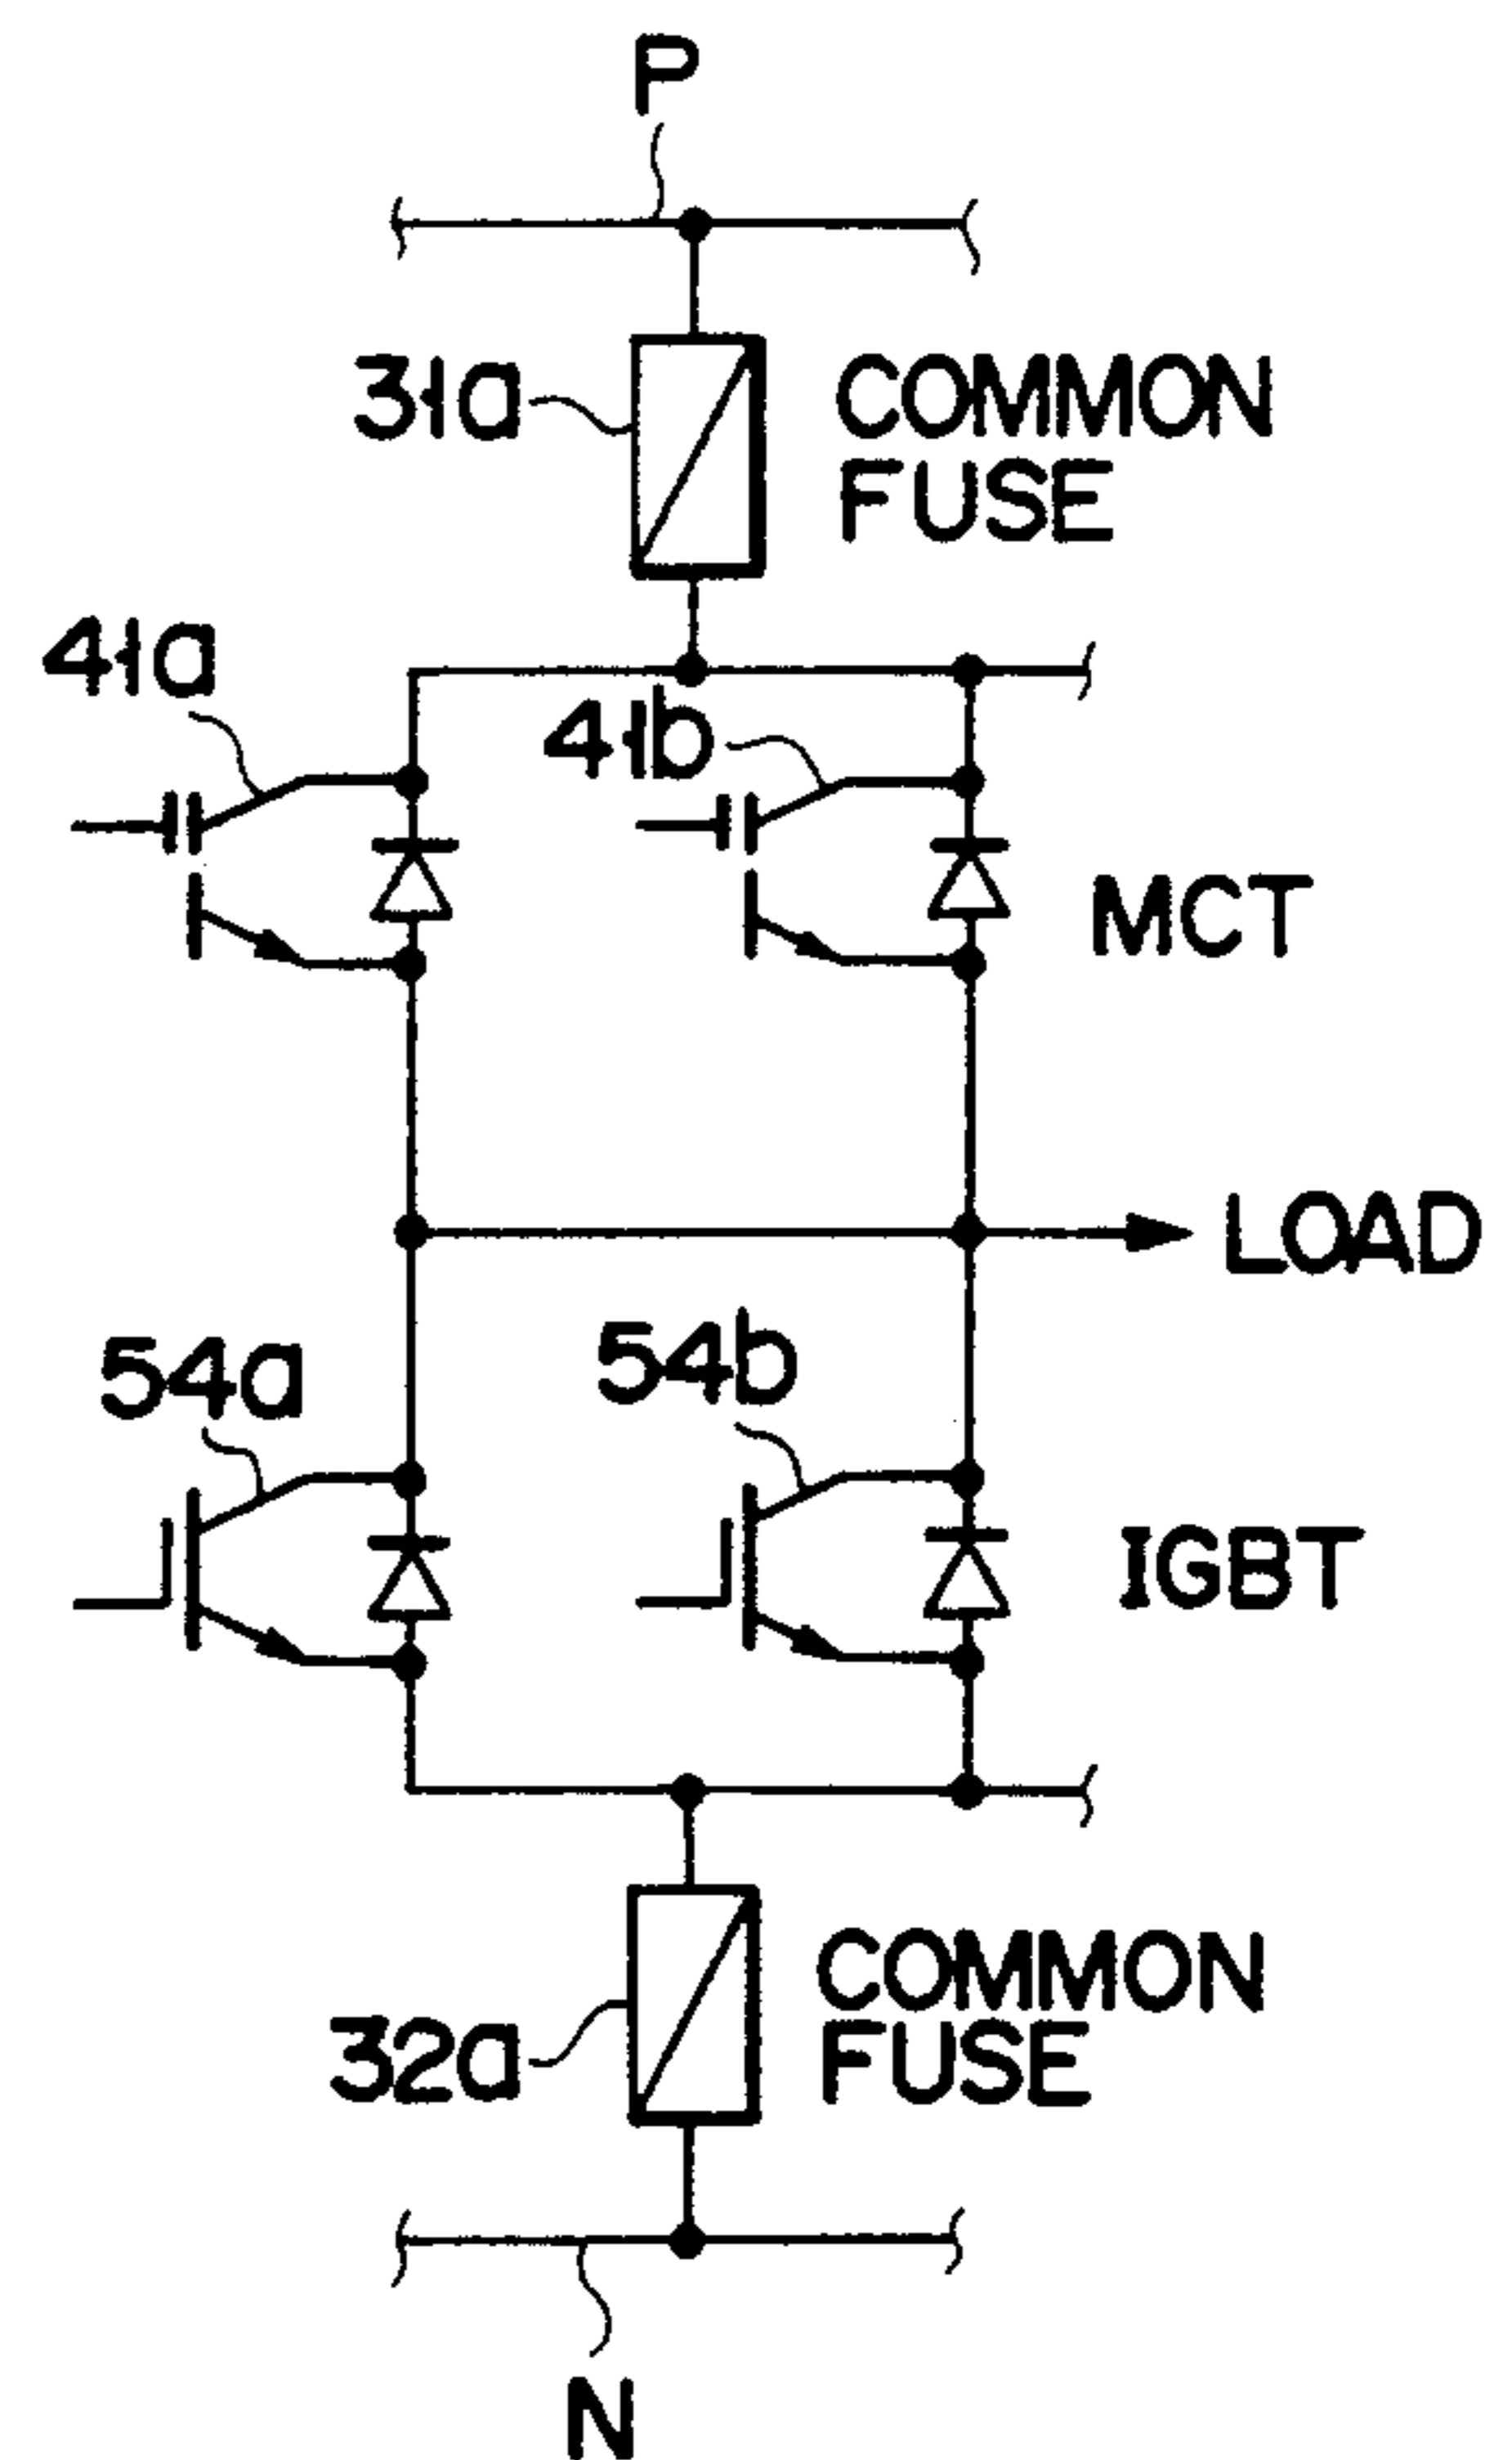 P
31a
COMMON
FUSE
41a
41b
MCT
LOAD
54a
54b
IGBT
32a
COMMON
FUSE
N